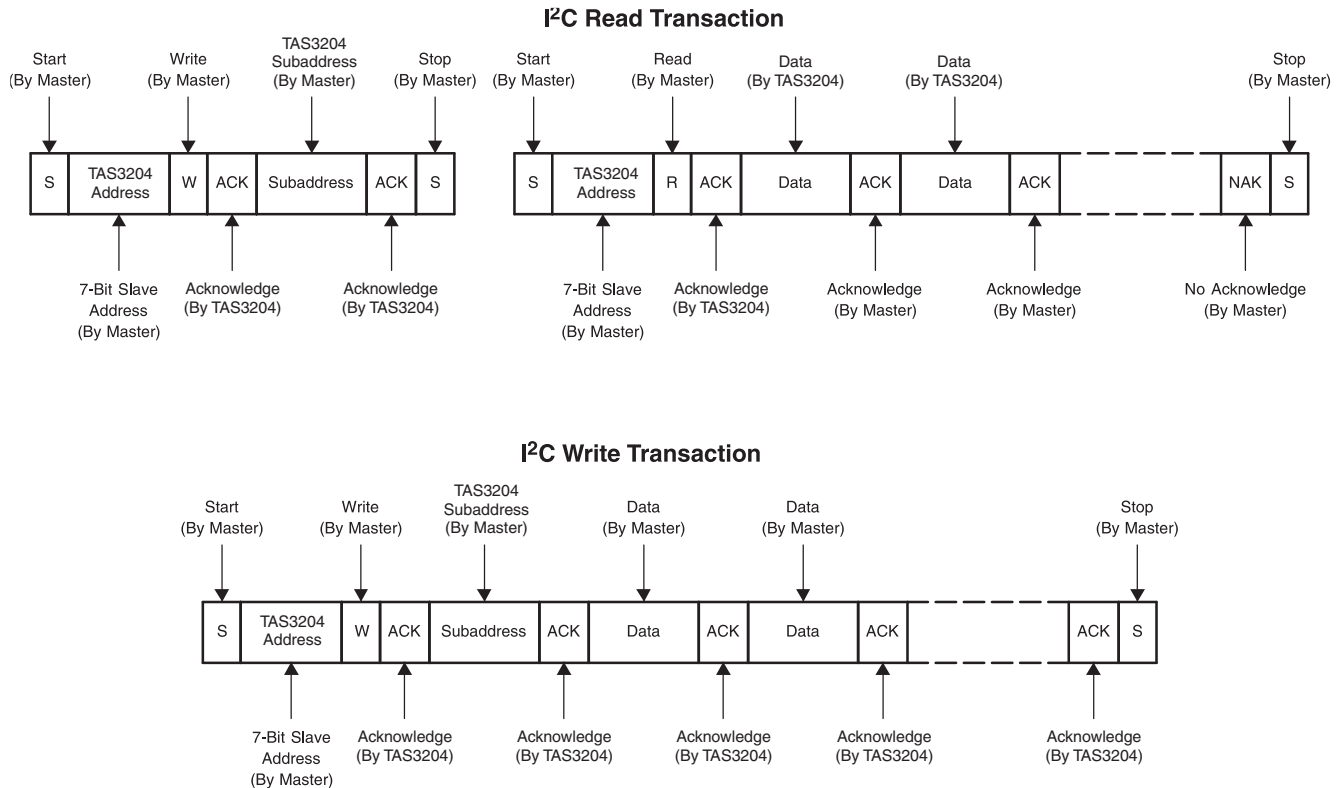 I²C Read Transaction
Start
(By Master)
Write
(By Master)
TAS3204
Subaddress
(By Master)
Stop
(By Master)
Start
(By Master)
Read
(By Master)
Data
(By TAS3204)
Data
(By TAS3204)
Stop
(By Master)
S
TAS3204
Address
W
ACK
Subaddress
ACK
S
S
TAS3204
Address
R
ACK
Data
ACK
Data
ACK
NAK
S
7-Bit Slave
Address
(By Master)
Acknowledge
(By TAS3204)
Acknowledge
(By TAS3204)
7-Bit Slave
Address
(By Master)
Acknowledge
(By TAS3204)
Acknowledge
(By Master)
Acknowledge
(By Master)
No Acknowledge
(By Master)
I²C Write Transaction
Start
(By Master)
Write
(By Master)
TAS3204
Subaddress
(By Master)
Data
(By Master)
Data
(By Master)
Stop
(By Master)
S
TAS3204
Address
W
ACK
Subaddress
ACK
Data
ACK
Data
ACK
ACK
S
7-Bit Slave
Address
(By Master)
Acknowledge
(By TAS3204)
Acknowledge
(By TAS3204)
Acknowledge
(By TAS3204)
Acknowledge
(By TAS3204)
Acknowledge
(By TAS3204)